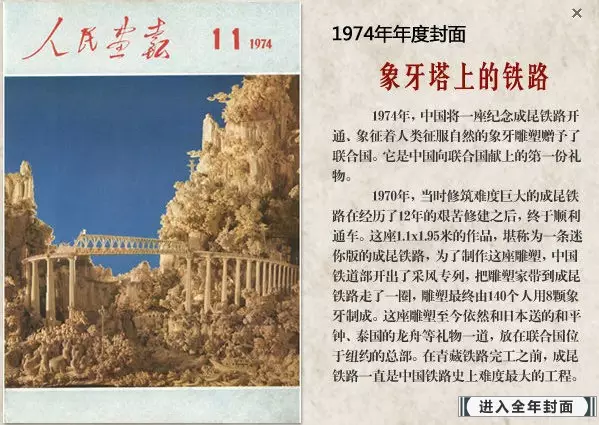 人民画报
11 1974
1974年年度封面
象牙塔上的铁路
1974年，中国将一座纪念成昆铁路开
通、象征着人类征服自然的象牙雕塑赠予了
联合国。它是中国向联合国献上的第一份礼
物。
1970年，当时修筑难度巨大的成昆铁
路在经历了12年的艰苦修建之后，终于顺利
通车。这座1.1x1.95米的作品，堪称为一条迷
你版的成昆铁路，为了制作这座雕塑，中国
铁道部开出了采风专列，把雕塑家带到成昆
铁路走了一圈，雕塑最终由140个人用8颗象
牙制成。这座雕塑至今依然和日本送的和平
钟、泰国的龙舟等礼物一道，放在联合国位
于纽约的总部。在青藏铁路完工之前，成昆
铁路一直是中国铁路史上难度最大的工程。
进入全年封面